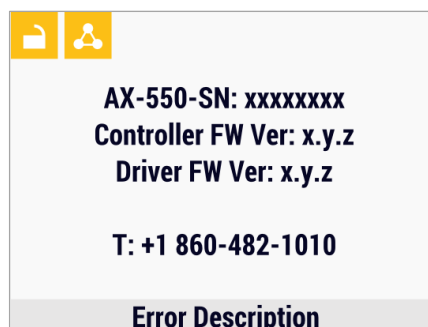 AX-550-SN: xxxxxxxx
Controller FW Ver: x.y.z
Driver FW Ver: x.y.z
T: +1 860-482-1010
Error Description